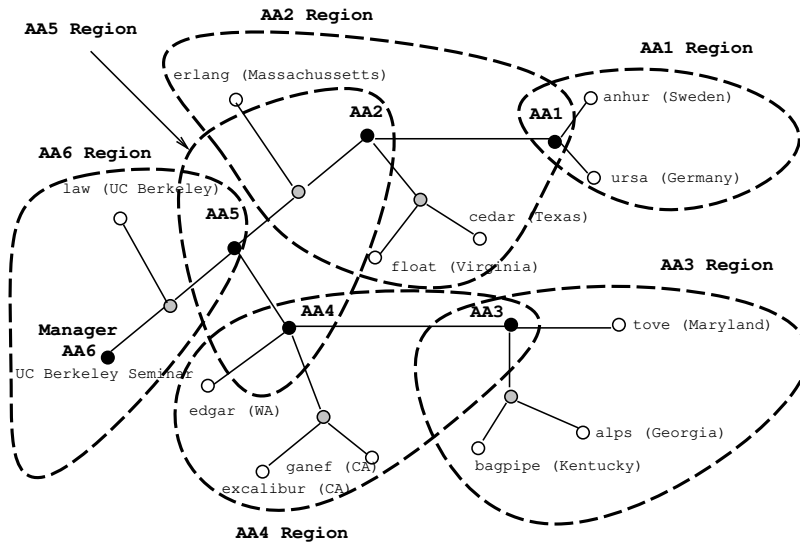 AA2 Region
AA5 Region
AA1 Region
erlang (Massachussetts)
anhur (Sweden)
AA2
AA1
AA6 Region
law (UC Berkeley)
ursa (Germany)
AA5
cedar (Texas)
float (Virginia)
AA3 Region
AA4
AA3
Manager
AA6
tove (Maryland)
UC Berkeley Seminar
edgar (WA)
alps (Georgia)
ganef (CA)
bagpipe (Kentucky)
excalibur (CA)
AA4 Region